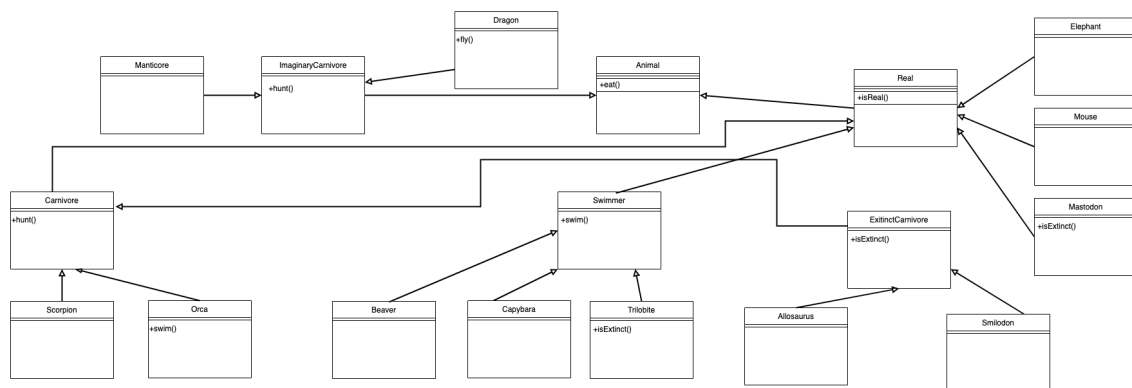 Dragon
+fly()
Elephant
Manticore
ImaginaryCarnivore
+hunt()
Animal
+eat()
Real
+isReal()
Mouse
Carnivore
+hunt()
Swimmer
+swim()
Mastodon
+isExtinct()
ExitinctCarnivore
+isExtinct()
Scorpion
Orca
+swim()
Beaver
Capybara
Trilobite
+isExtinct()
Allosaurus
Smilodon